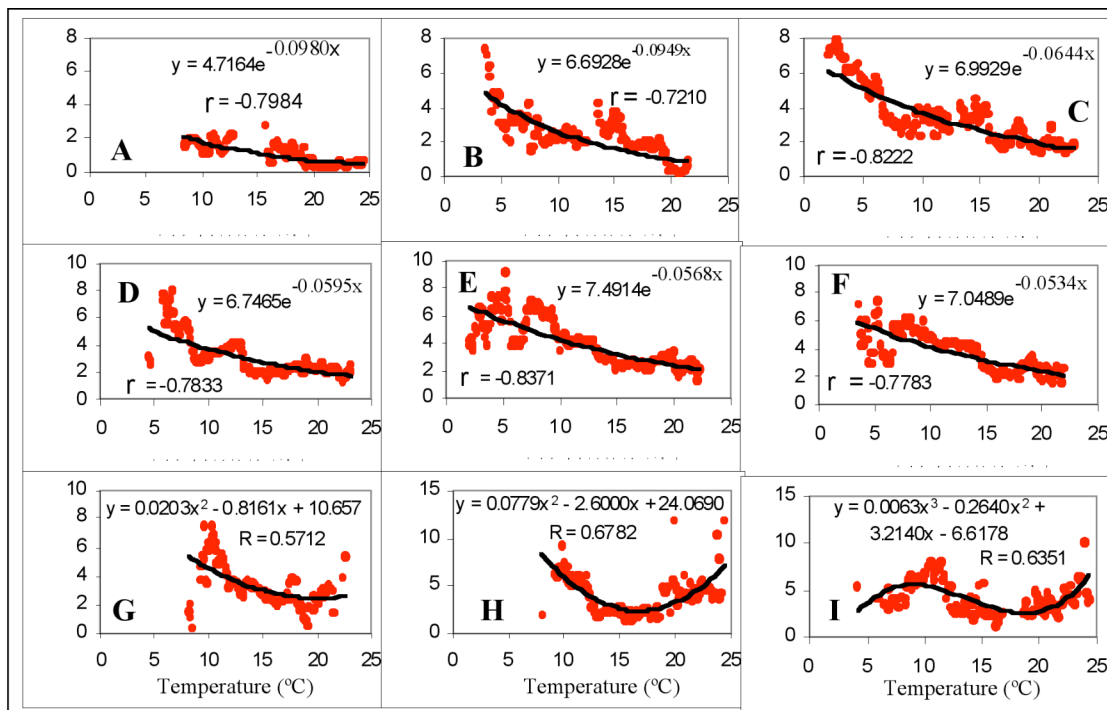 8
6
4
2
0
0 5 10 15 20 25
y = 4.7164e^-0.0980x
r = -0.7984
A
8
6
4
2
0
0 5 10 15 20 25
y = 6.6928e^-0.0949x
r = -0.7210
B
8
6
4
2
0
0 5 10 15 20 25
y = 6.9929e^-0.0644x
C
r = -0.8222
10
8
6
4
2
0
0 5 10 15 20 25
D
y = 6.7465e^-0.0595x
r = -0.7833
10
8
6
4
2
0
0 5 10 15 20 25
E
y = 7.4914e^-0.0568x
r = -0.8371
10
8
6
4
2
0
0 5 10 15 20 25
F
y = 7.0489e^-0.0534x
r = -0.7783
10
8
6
4
2
0
0 5 10 15 20 25
y = 0.0203x² - 0.8161x + 10.657
R = 0.5712
G
Temperature (ºC)
15
10
5
0
0 5 10 15 20 25
y = 0.0779x² - 2.6000x + 24.0690
R = 0.6782
H
Temperature (ºC)
15
10
5
0
0 5 10 15 20 25
y = 0.0063x³ - 0.2640x² +
3.2140x - 6.6178
R = 0.6351
I
Temperature (ºC)